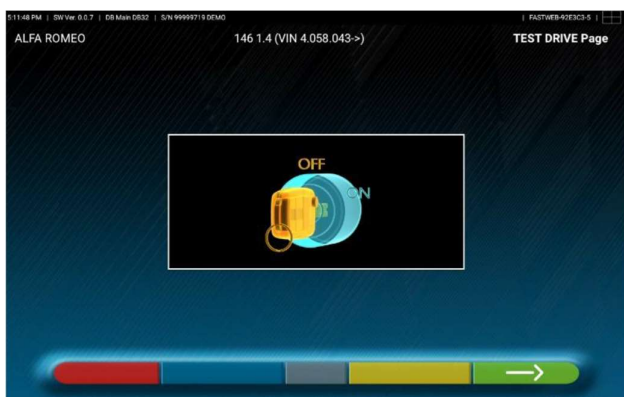 5:11:48 PM | SW Ver. 0.0.7 | DB Main DB32 | S/N 99999719 DEMO | FASTWEB-92E3C3-5 |
ALFA ROMEO 146 1.4 (VIN 4.058.043->) TEST DRIVE Page
OFF
ON